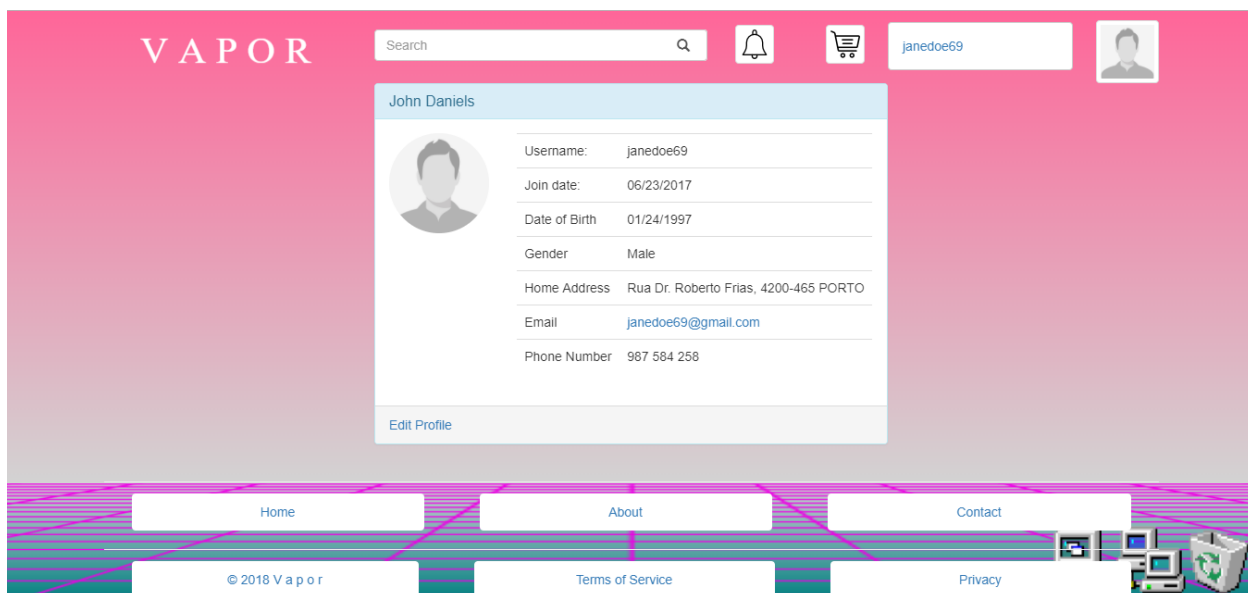 V A P O R
Search
janedoe69
John Daniels
Username: janedoe69
Join date: 06/23/2017
Date of Birth 01/24/1997
Gender Male
Home Address Rua Dr. Roberto Frias, 4200-465 PORTO
Email janedoe69@gmail.com
Phone Number 987 584 258
Edit Profile
Home About Contact
© 2018 V a p o r Terms of Service Privacy